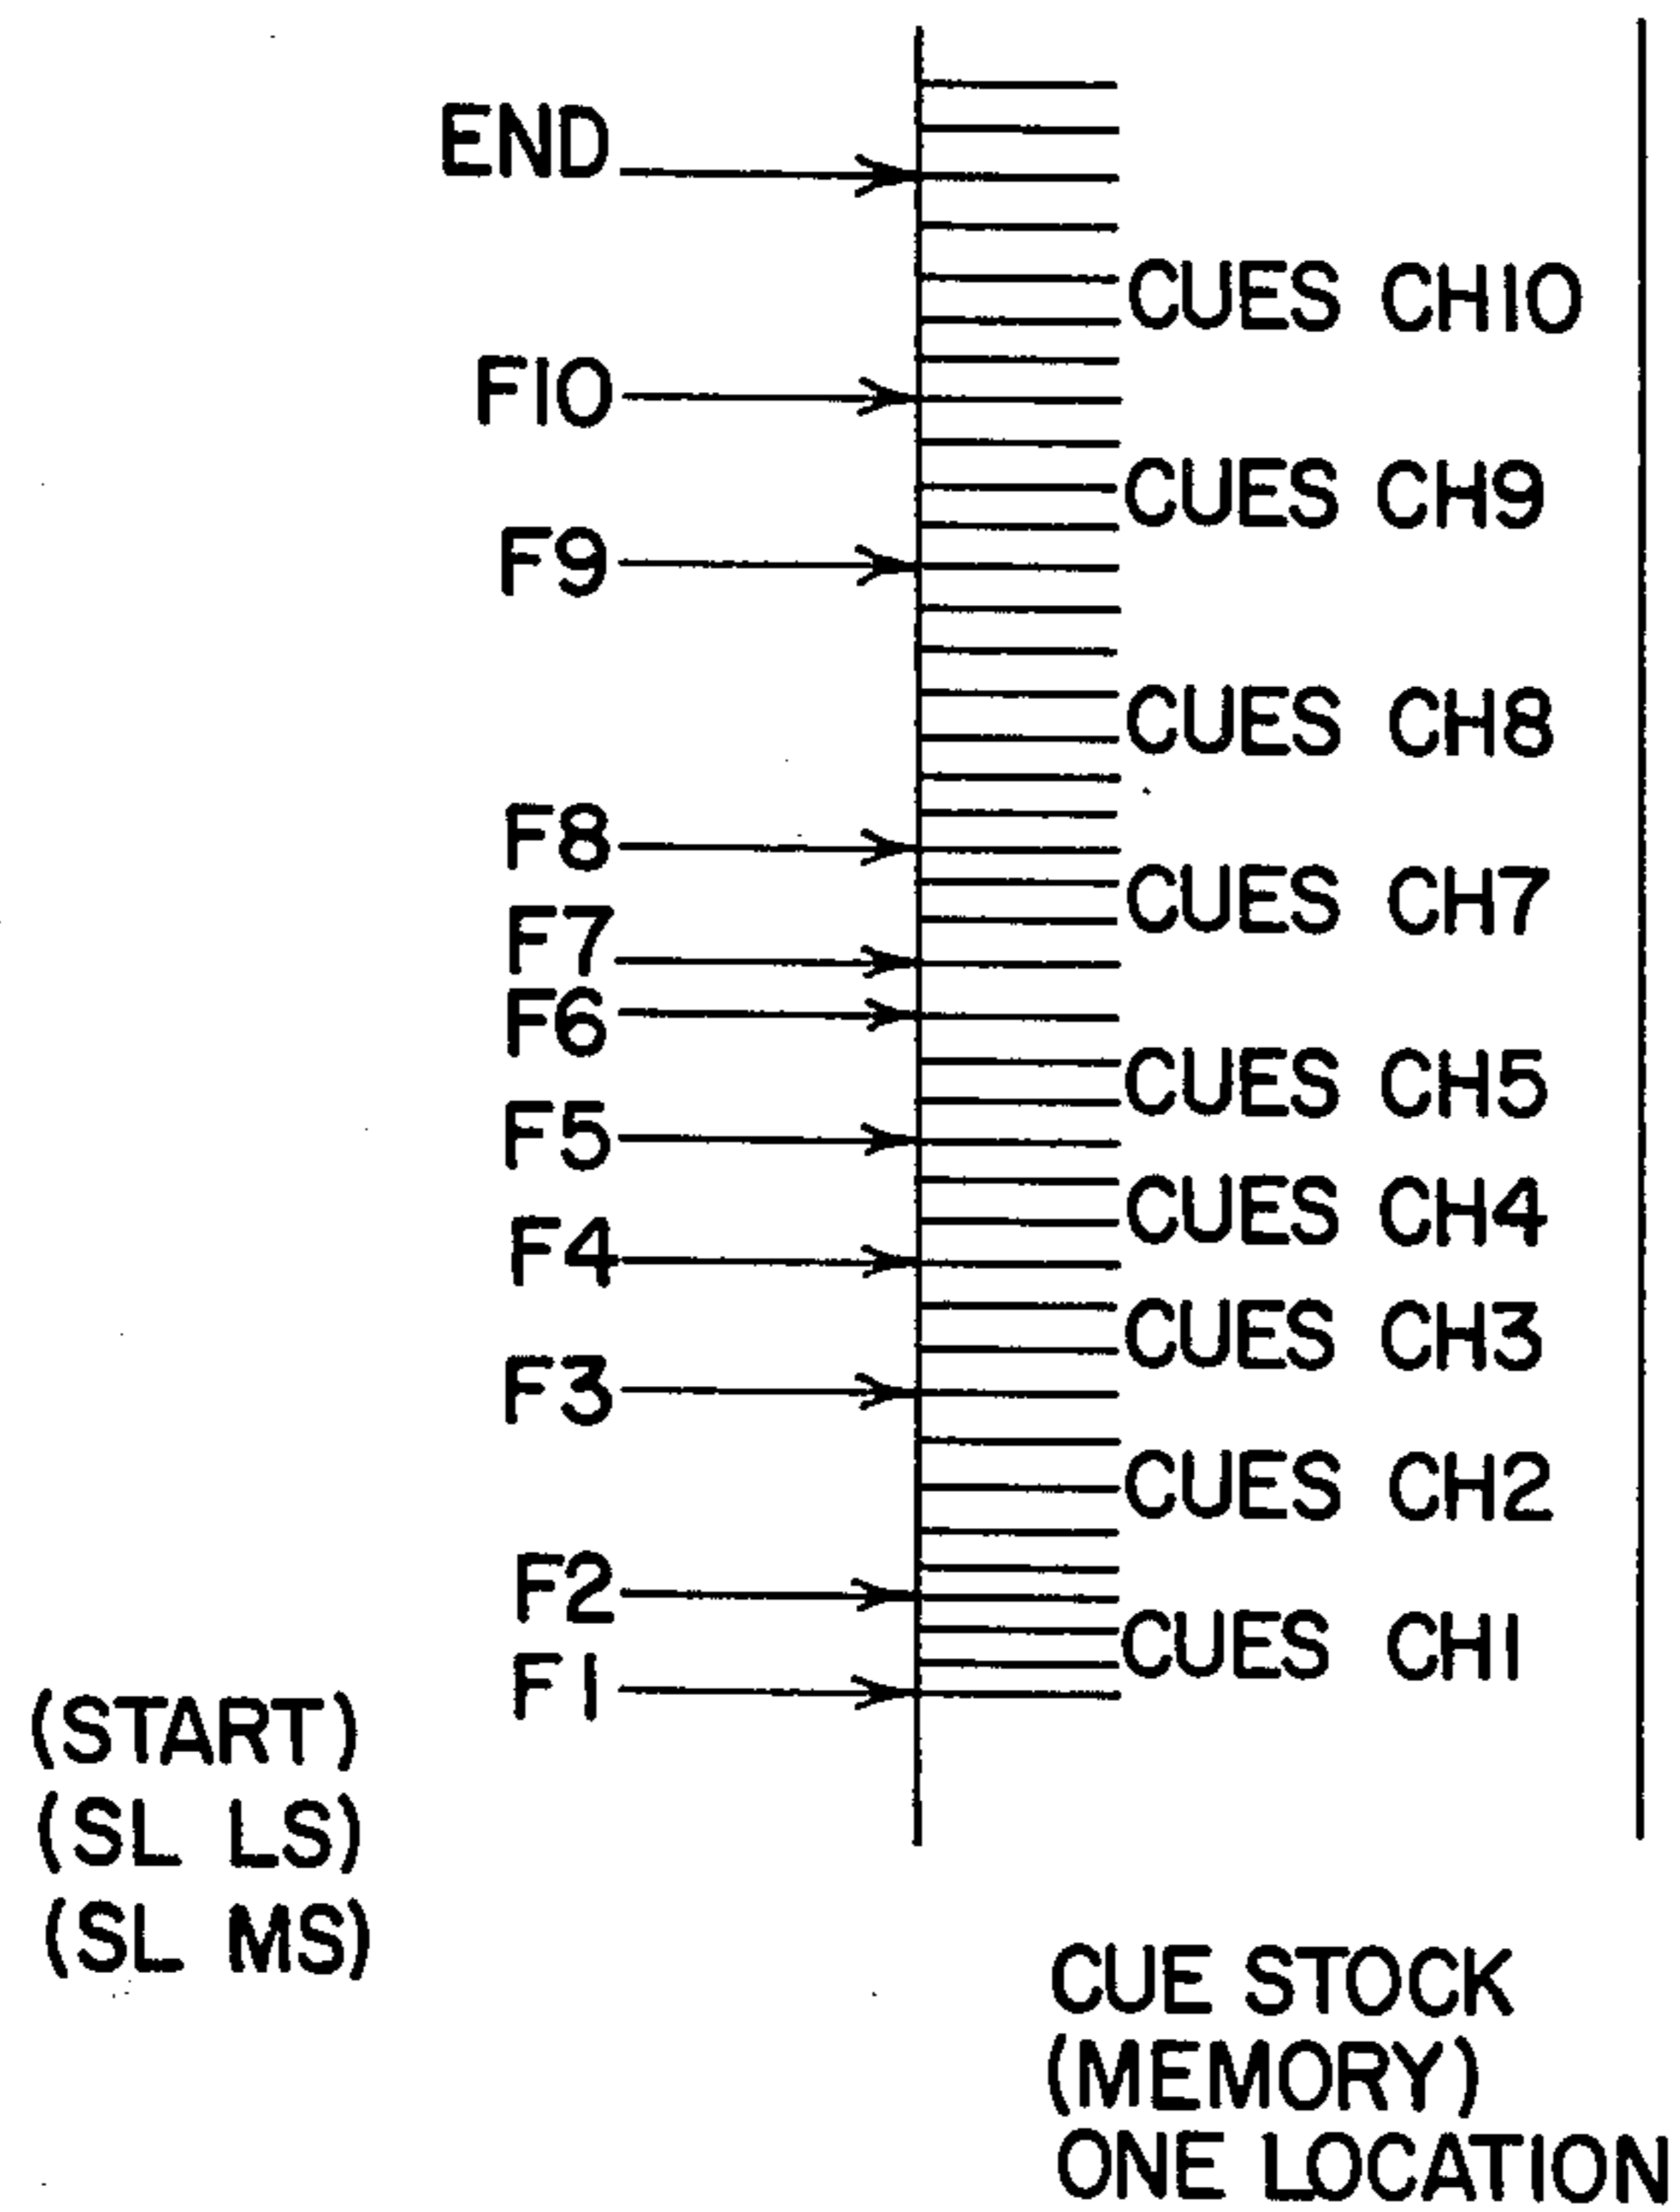 END
CUES CH10
F10
CUES CH9
F9
CUES CH8
F8
CUES CH7
F7
F6
CUES CH5
F5
CUES CH4
F4
CUES CH3
F3
CUES CH2
F2
CUES CH1
F1
(START)
(SL LS)
(SL MS)
CUE STOCK
(MEMORY)
ONE LOCATION